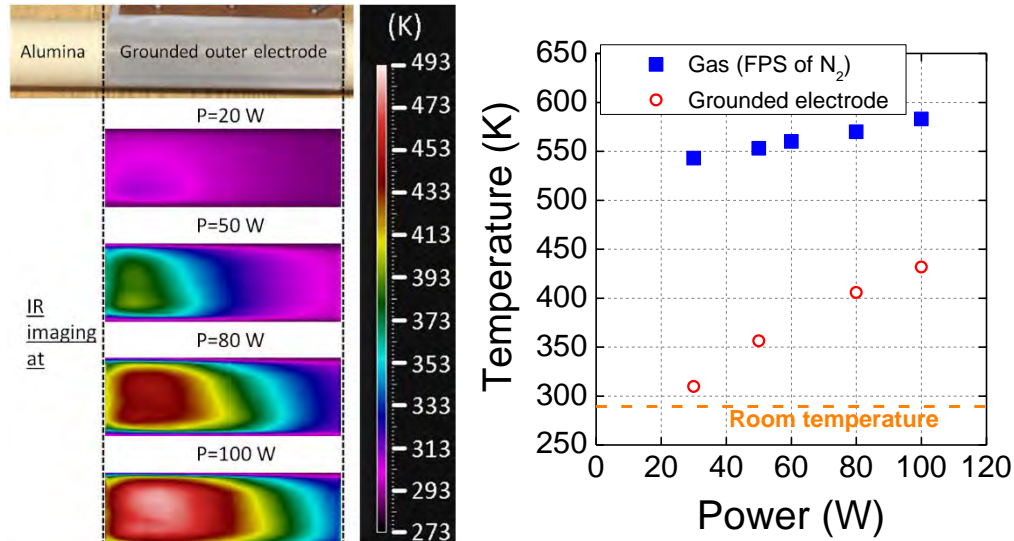 Alumina
Grounded outer electrode
P=20 W
P=50 W
P=80 W
P=100 W
IR
imaging
at
(K)
493
473
453
433
413
393
373
353
333
313
293
273
Temperature (K)
650
600
550
500
450
400
350
300
250
Gas (FPS of N₂)
Grounded electrode
Room temperature
0 20 40 60 80 100 120
Power (W)